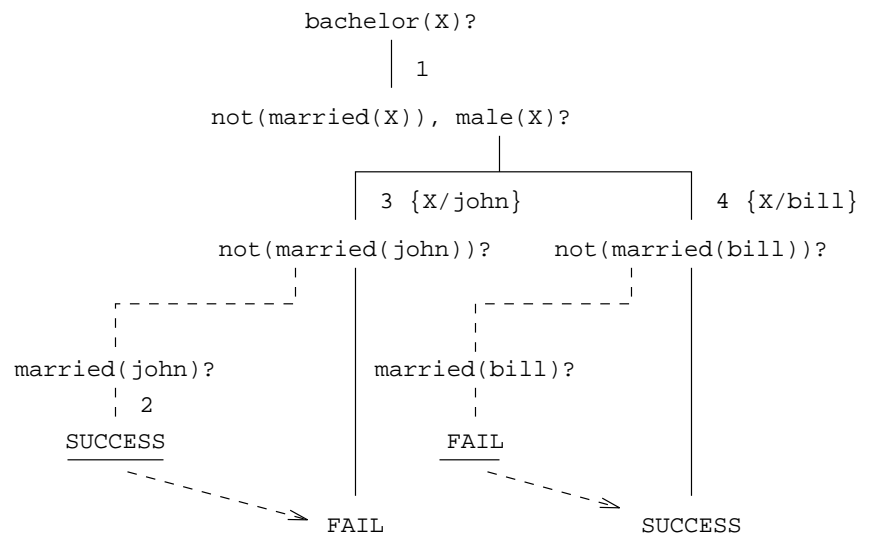 bachelor(X)?
1
not(married(X)), male(X)?
3 {X/john}
4 {X/bill}
not(married(john))?
not(married(bill))?
married(john)?
married(bill)?
2
SUCCESS
FAIL
FAIL
SUCCESS